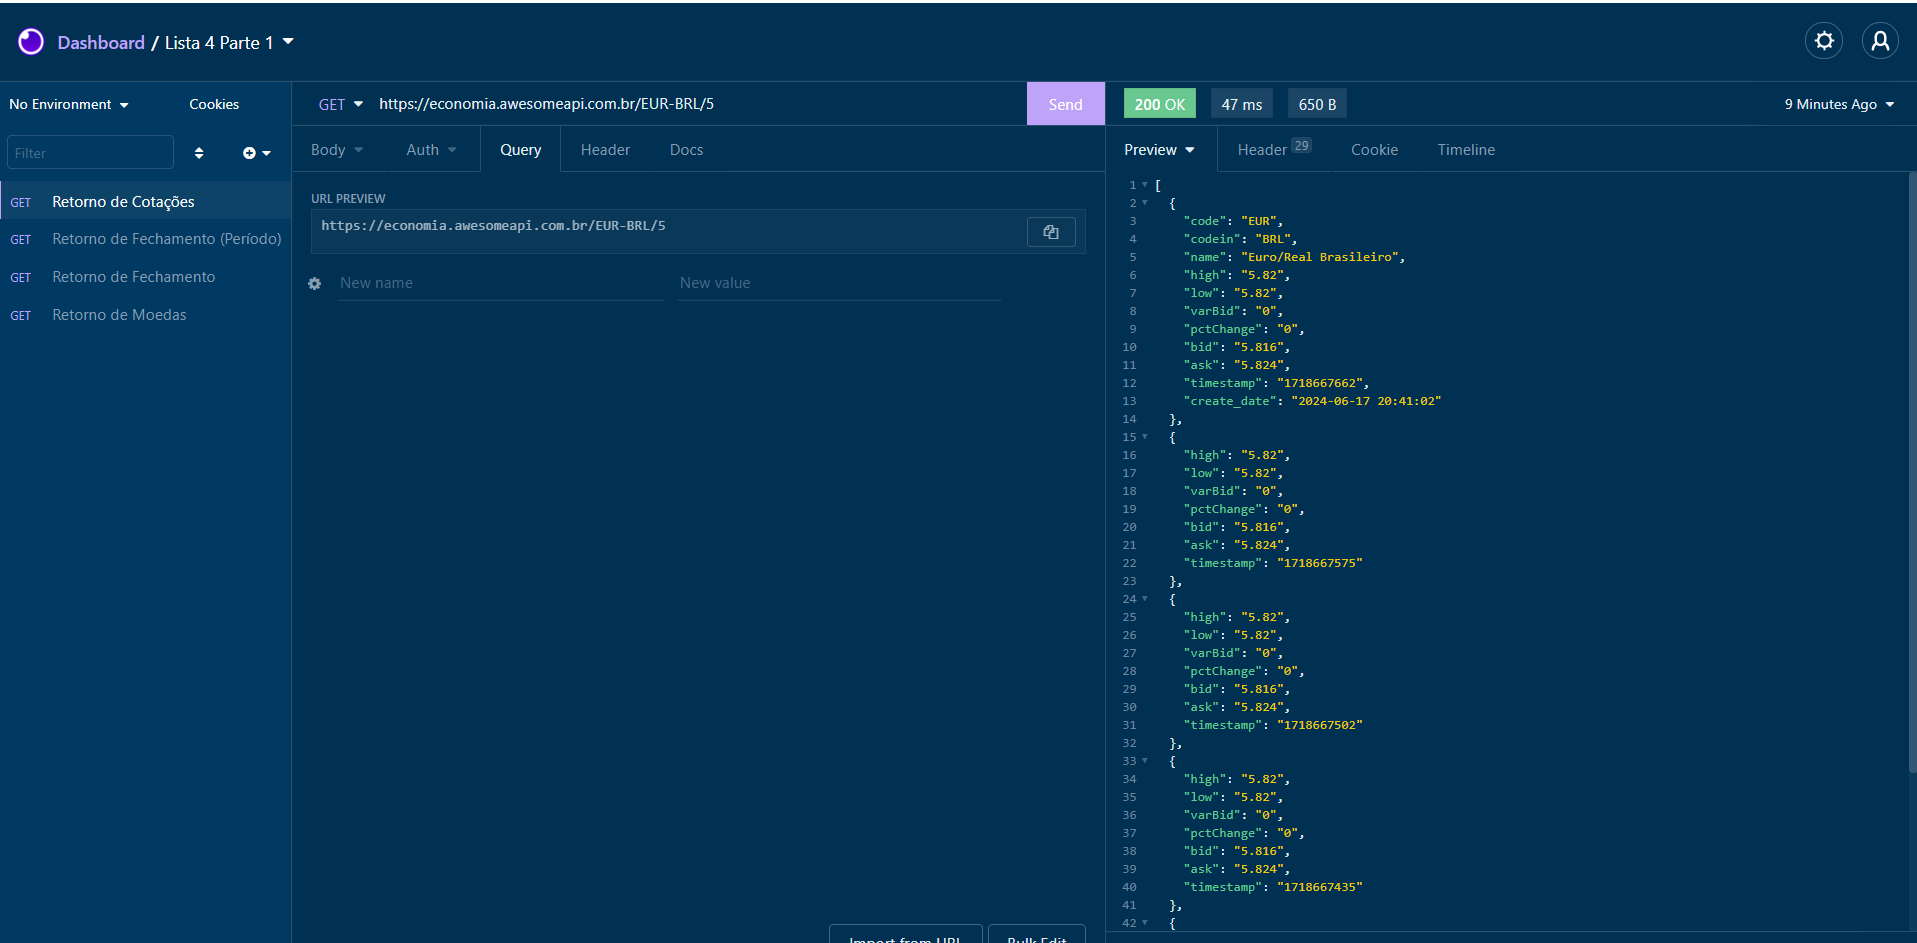 Dashboard / Lista 4 Parte 1
No Environment
Cookies
Filter
GET Retorno de Cotações
GET Retorno de Fechamento (Período)
GET Retorno de Fechamento
GET Retorno de Moedas
GET https://economia.awesomeapi.com.br/EUR-BRL/5
Send
Body
Auth
Query
Header
Docs
URL PREVIEW
https://economia.awesomeapi.com.br/EUR-BRL/5
New name
New value
Import from URL
Bulk Edit
200 OK
47 ms
650 B
9 Minutes Ago
Preview
Header 29
Cookie
Timeline
1 [
2 {
3 "code": "EUR",
4 "codein": "BRL",
5 "name": "Euro/Real Brasileiro",
6 "high": "5.82",
7 "low": "5.82",
8 "varBid": "0",
9 "pctChange": "0",
10 "bid": "5.816",
11 "ask": "5.824",
12 "timestamp": "1718667662",
13 "create_date": "2024-06-17 20:41:02"
14 },
15 {
16 "high": "5.82",
17 "low": "5.82",
18 "varBid": "0",
19 "pctChange": "0",
20 "bid": "5.816",
21 "ask": "5.824",
22 "timestamp": "1718667575"
23 },
24 {
25 "high": "5.82",
26 "low": "5.82",
27 "varBid": "0",
28 "pctChange": "0",
29 "bid": "5.816",
30 "ask": "5.824",
31 "timestamp": "1718667502"
32 },
33 {
34 "high": "5.82",
35 "low": "5.82",
36 "varBid": "0",
37 "pctChange": "0",
38 "bid": "5.816",
39 "ask": "5.824",
40 "timestamp": "1718667435"
41 },
42 {